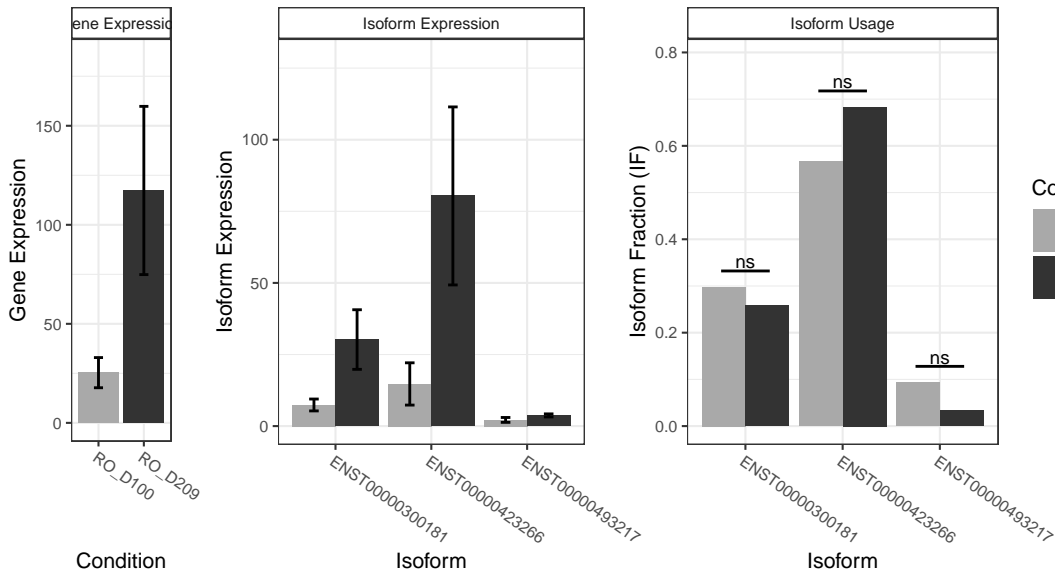 ene Expressio
Gene Expression
150
100
50
0
RO_D100
RO_D209
Condition
Isoform Expression
Isoform Expression
100
50
0
ENST00000300181
ENST00000423266
ENST00000493217
Isoform
Isoform Usage
Isoform Fraction (IF)
0.8
0.6
0.4
0.2
0.0
ns
ns
ns
ENST00000300181
ENST00000423266
ENST00000493217
Isoform
Co